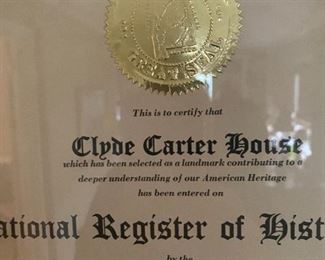 This is to certify that
Clyde Carter House
which has been selected as a landmark contributing to a
deeper understanding of our American Heritage
has been entered on
ational Register of Hist
by the